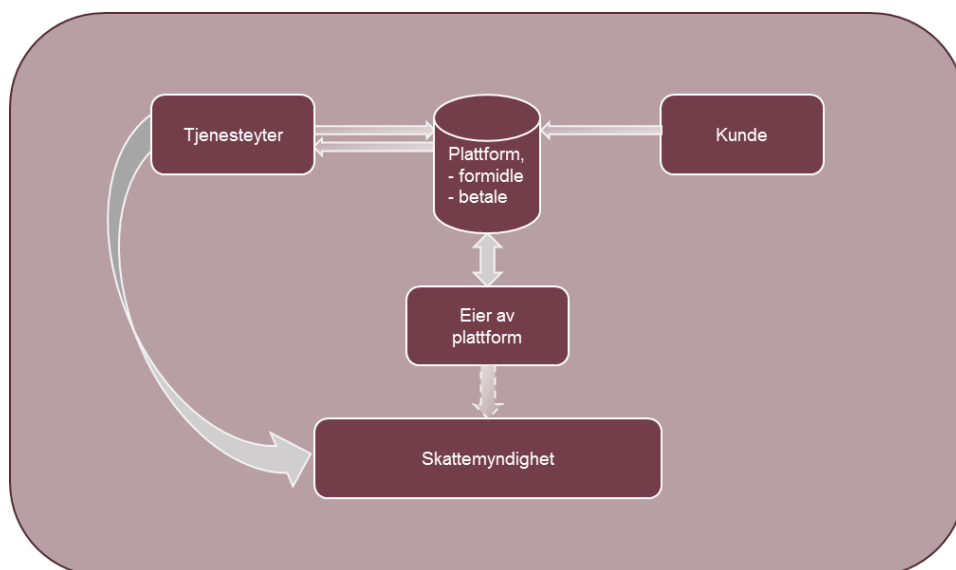 Tjenesteyter
Plattform,
- formidle
- betale
Kunde
Eier av
plattform
Skattemyndighet